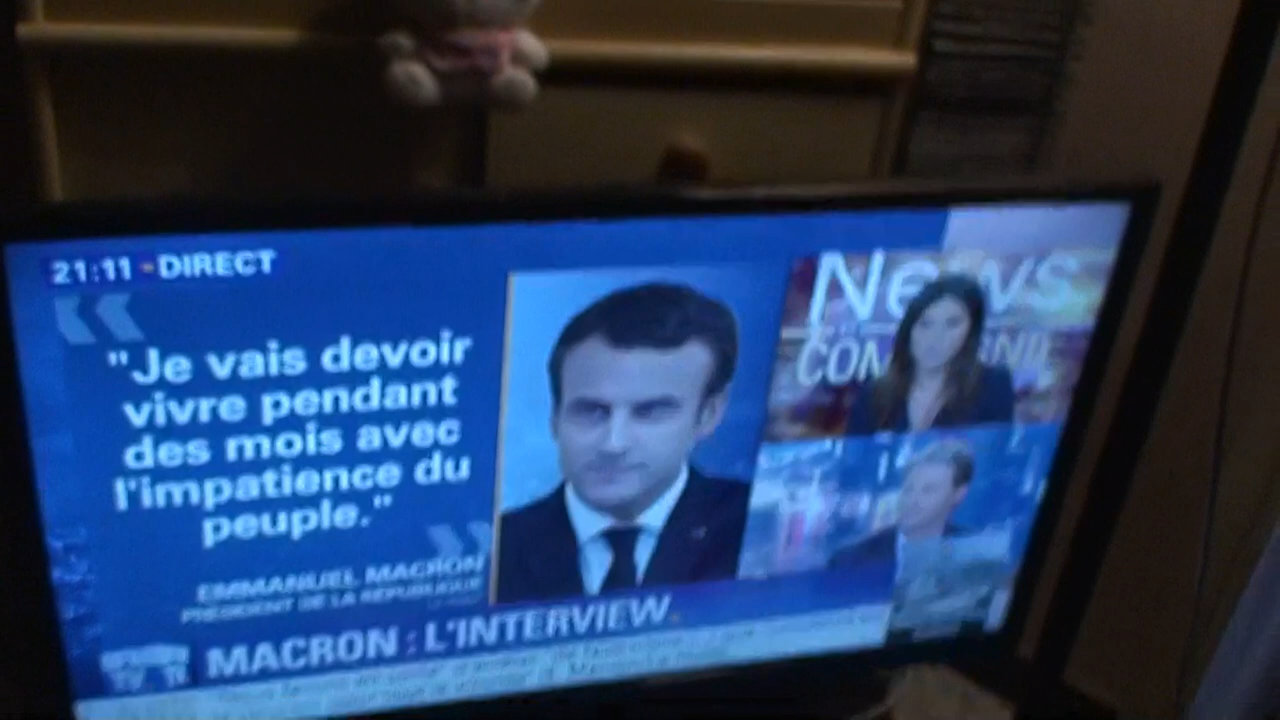 21:11 - DIRECT
"Je vais devoir
vivre pendant
des mois avec
l'impatience du
peuple."
EMMANUEL MACRON
PRÉSIDENT DE LA RÉPUBLIQUE
MACRON : L'INTERVIEW
News